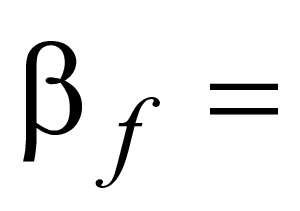 β_f =